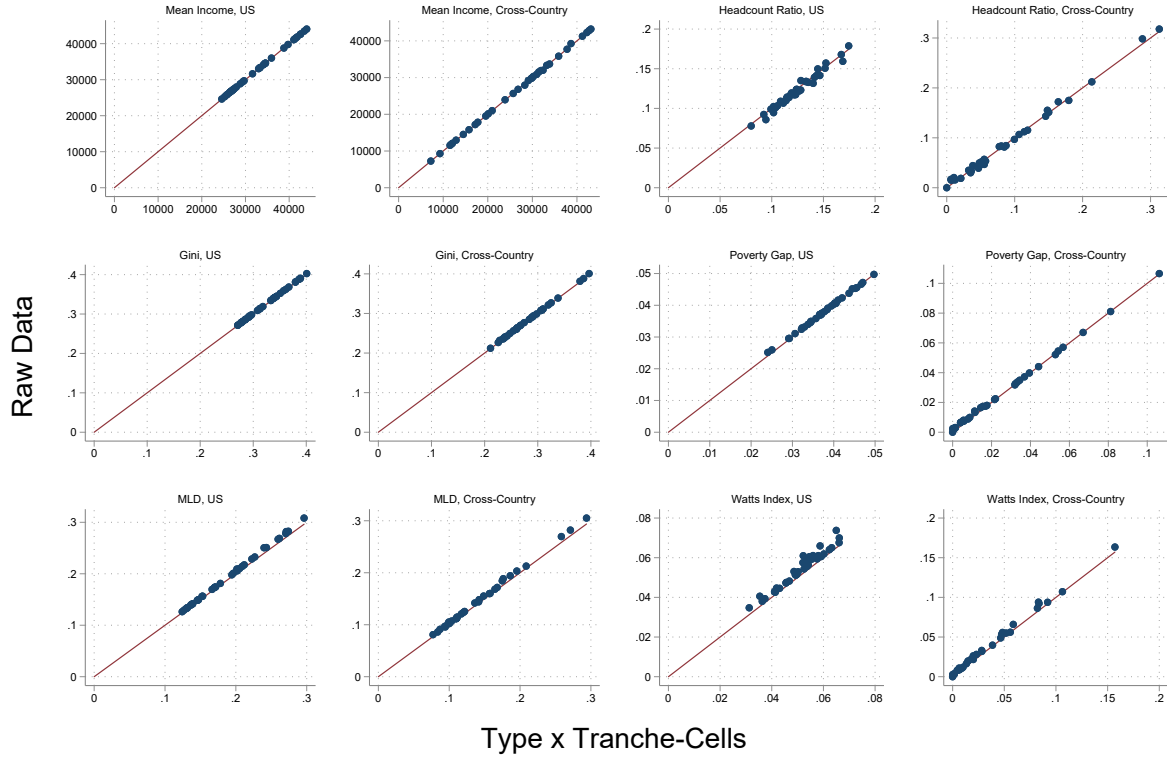 Mean Income, US
40000
30000
20000
10000
0
0 10000 20000 30000 40000
Mean Income, Cross-Country
40000
30000
20000
10000
0
0 10000 20000 30000 40000
Headcount Ratio, US
.2
.15
.1
.05
0
0 .05 .1 .15 .2
Headcount Ratio, Cross-Country
.3
.2
.1
0
0 .1 .2 .3
Gini, US
.4
.3
.2
.1
0
0 .1 .2 .3 .4
Gini, Cross-Country
.4
.3
.2
.1
0
0 .1 .2 .3 .4
Poverty Gap, US
.05
.04
.03
.02
.01
0
0 .01 .02 .03 .04 .05
Poverty Gap, Cross-Country
.1
.08
.06
.04
.02
0
0 .02 .04 .06 .08 .1
MLD, US
.3
.2
.1
0
0 .1 .2 .3
MLD, Cross-Country
.3
.2
.1
0
0 .1 .2 .3
Watts Index, US
.08
.06
.04
.02
0
0 .02 .04 .06 .08
Watts Index, Cross-Country
.2
.15
.1
.05
0
0 .05 .1 .15 .2
Raw Data
Type x Tranche-Cells